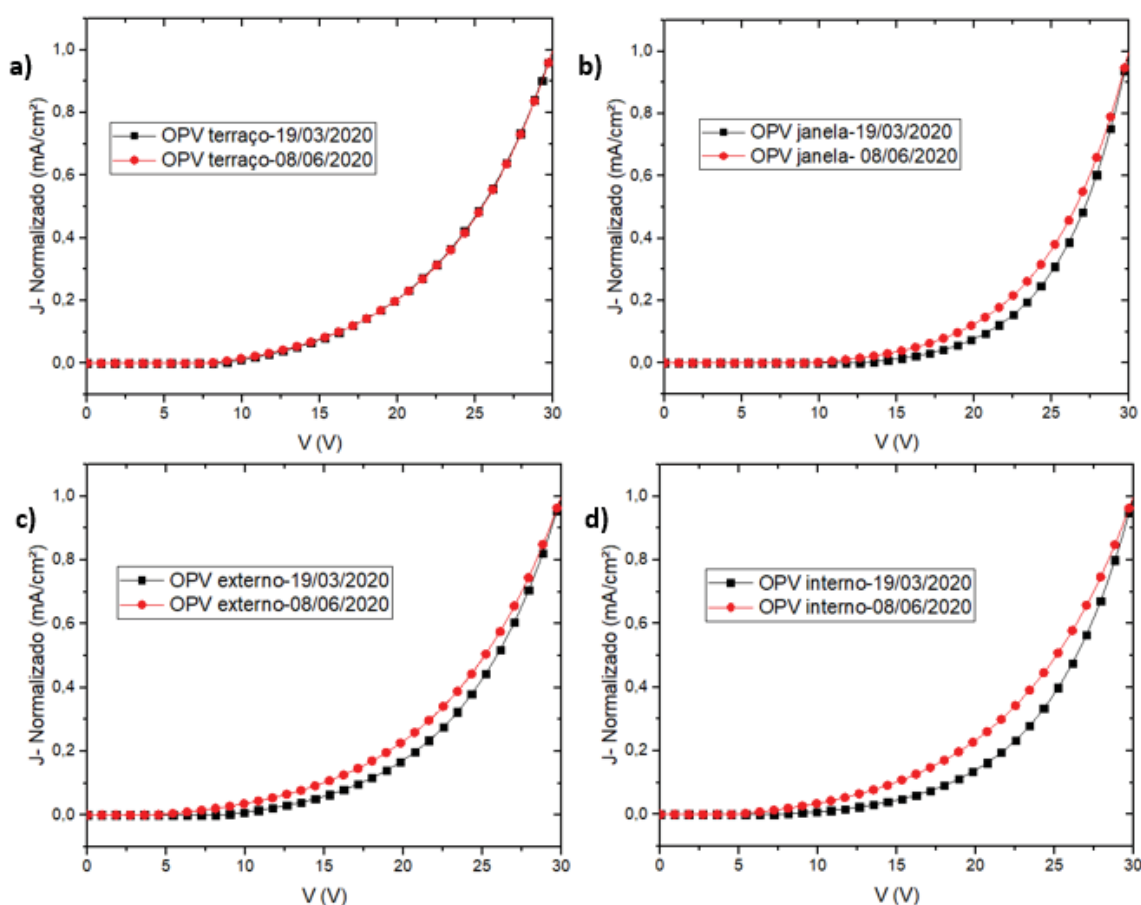 a)
J- Normalizado (mA/cm²)
1,0
0,8
0,6
0,4
0,2
0,0
OPV terraço-19/03/2020
OPV terraço-08/06/2020
0 5 10 15 20 25 30
V (V)
b)
J- Normalizado (mA/cm²)
1,0
0,8
0,6
0,4
0,2
0,0
OPV janela-19/03/2020
OPV janela- 08/06/2020
0 5 10 15 20 25 30
V (V)
c)
J- Normalizado (mA/cm²)
1,0
0,8
0,6
0,4
0,2
0,0
OPV externo-19/03/2020
OPV externo-08/06/2020
0 5 10 15 20 25 30
V (V)
d)
J- Normalizado (mA/cm²)
1,0
0,8
0,6
0,4
0,2
0,0
OPV interno-19/03/2020
OPV interno-08/06/2020
0 5 10 15 20 25 30
V (V)